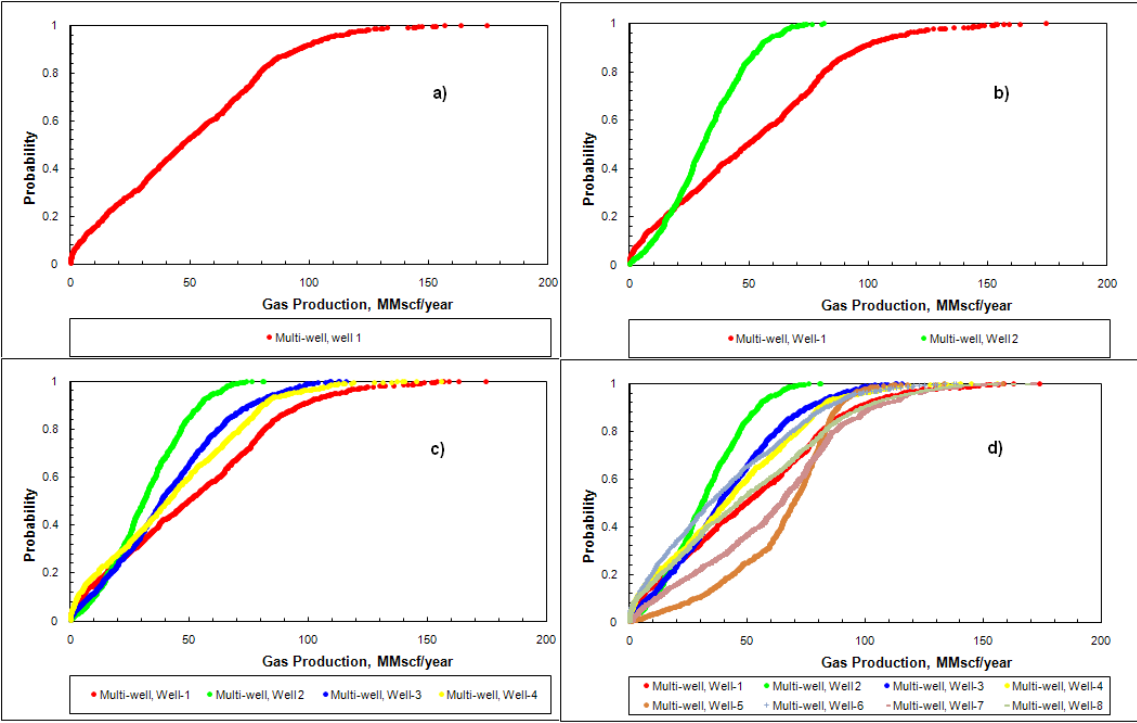 1
0.8
0.6
0.4
0.2
0
Probability
a)
0 50 100 150 200
Gas Production, MMscf/year
Multi-well, well 1
1
0.8
0.6
0.4
0.2
0
Probability
b)
0 50 100 150 200
Gas Production, MMscf/year
Multi-well, Well-1 Multi-well, Well 2
1
0.8
0.6
0.4
0.2
0
Probability
c)
0 50 100 150 200
Gas Production, MMscf/year
Multi-well, Well-1 Multi-well, Well 2 Multi-well, Well-3 Multi-well, Well-4
1
0.8
0.6
0.4
0.2
0
Probability
d)
0 50 100 150 200
Gas Production, MMscf/year
Multi-well, Well-1 Multi-well, Well 2 Multi-well, Well-3 Multi-well, Well-4
Multi-well, Well-5 Multi-well, Well-6 Multi-well, Well-7 Multi-well, Well-8